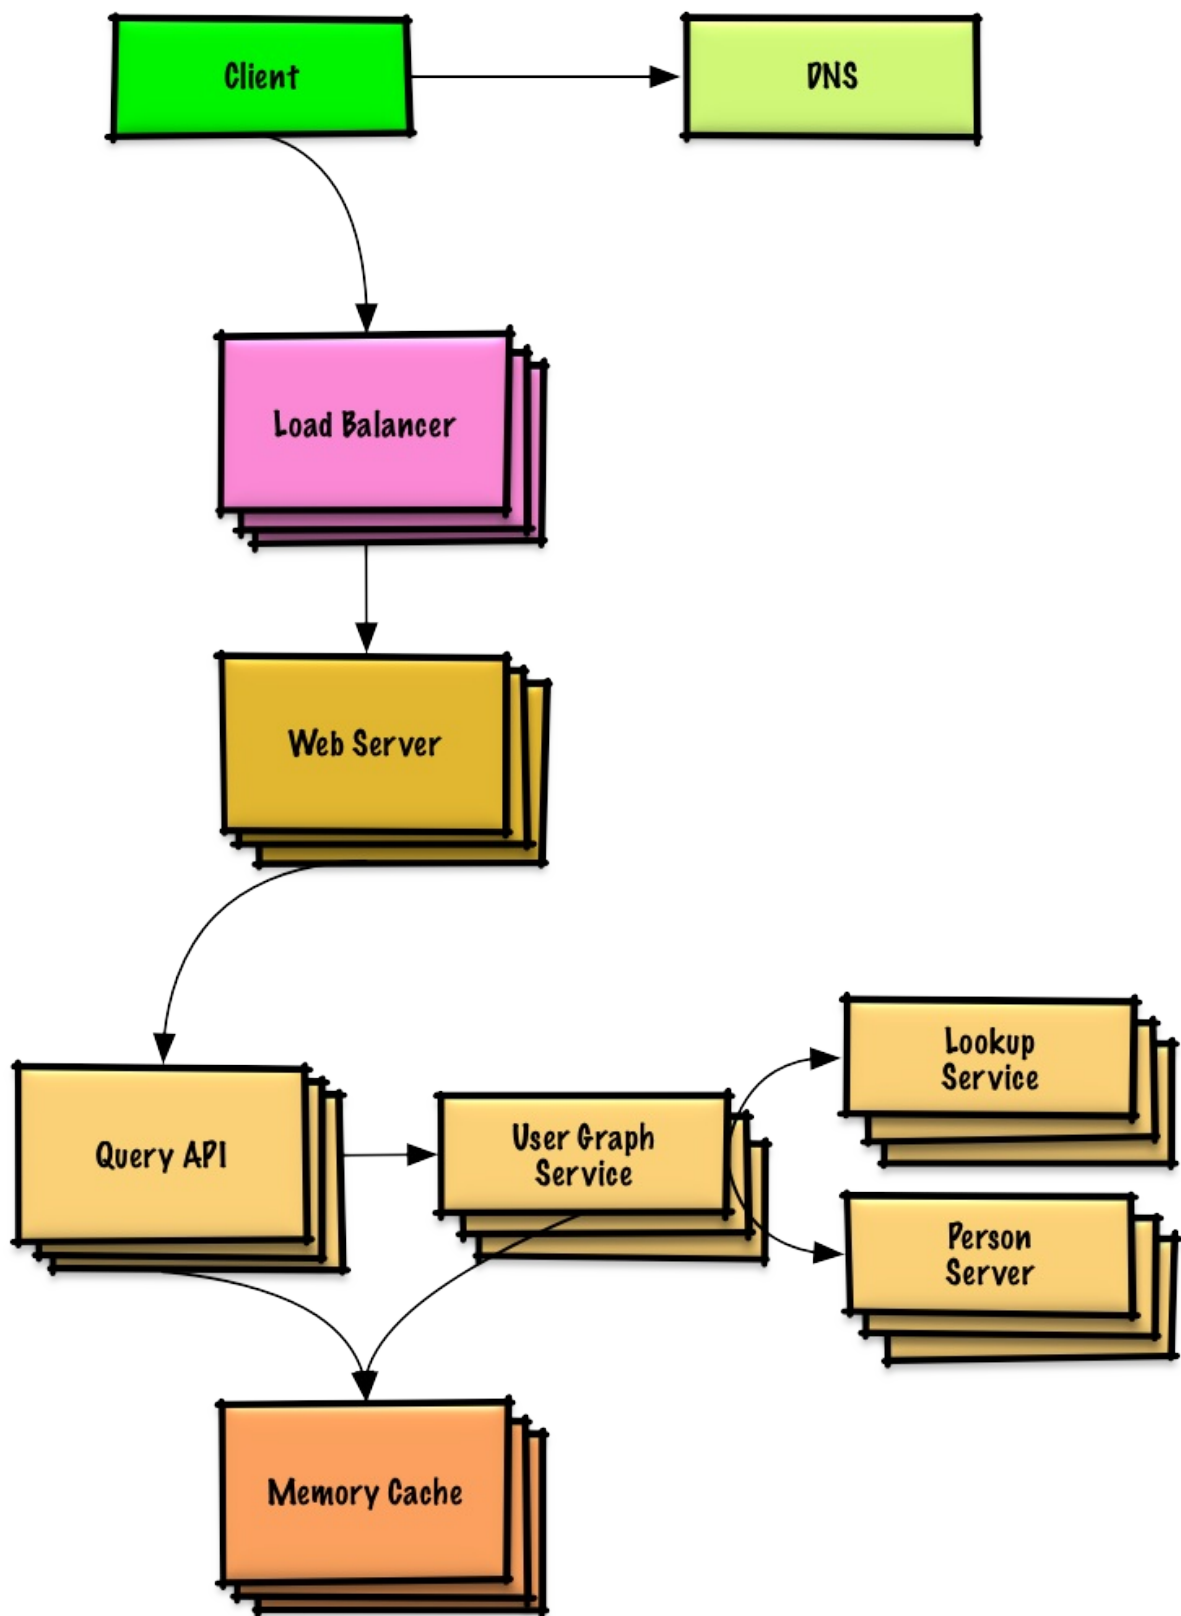 Client
DNS
Load Balancer
Web Server
Lookup
Service
Query API
User Graph
Service
Person
Server
Memory Cache